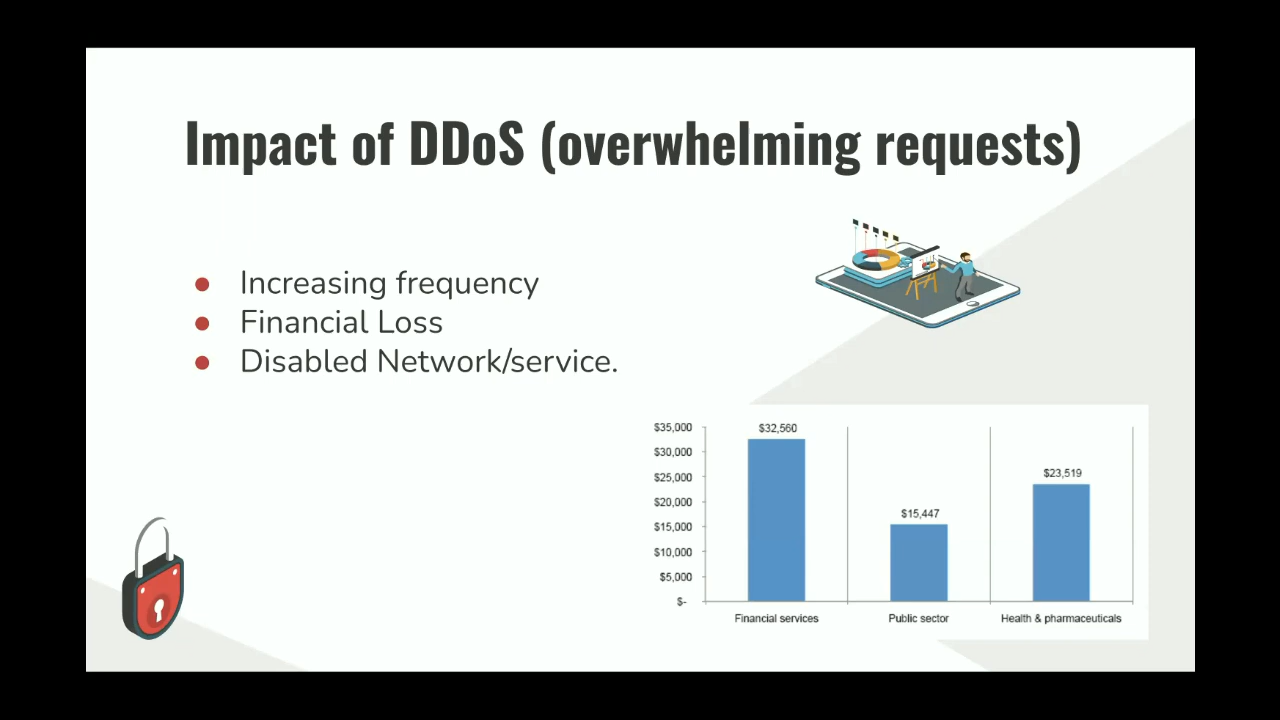 Impact of DDoS (overwhelming requests)
● Increasing frequency
● Financial Loss
● Disabled Network/service.
$35,000
$30,000
$25,000
$20,000
$15,000
$10,000
$5,000
$-
$32,560
$15,447
$23,519
Financial services
Public sector
Health & pharmaceuticals